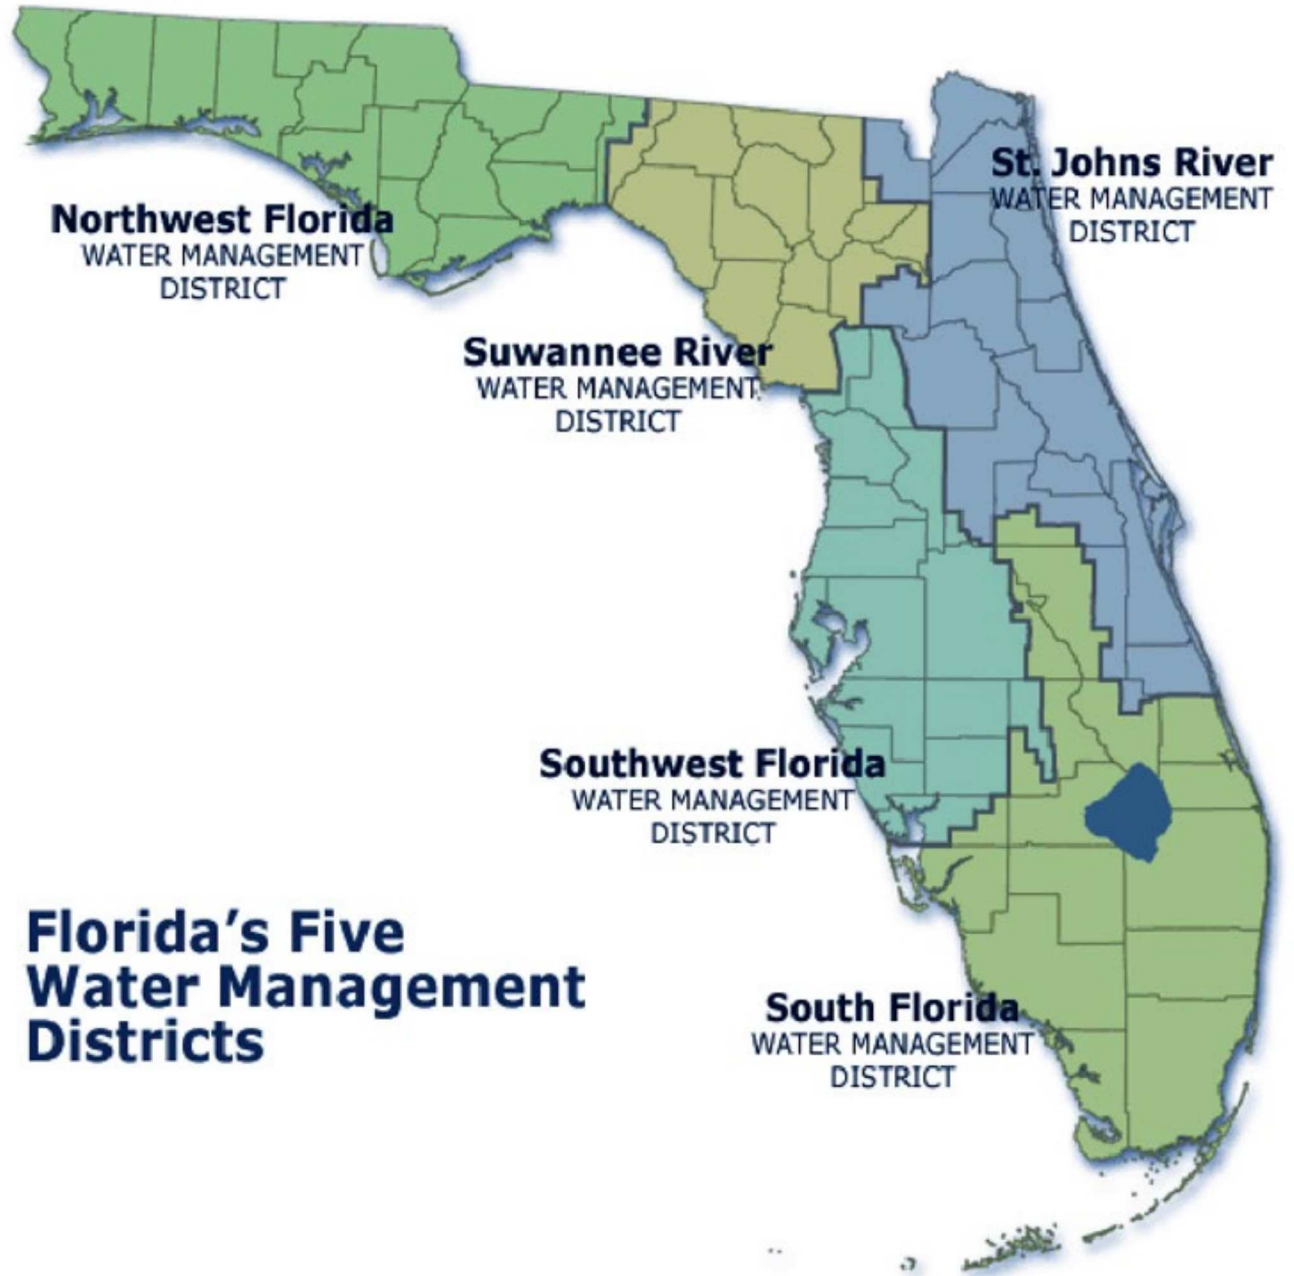 St. Johns River
WATER MANAGEMENT
DISTRICT
Northwest Florida
WATER MANAGEMENT
DISTRICT
Suwannee River
WATER MANAGEMENT
DISTRICT
Southwest Florida
WATER MANAGEMENT
DISTRICT
Florida’s Five
Water Management
Districts
South Florida
WATER MANAGEMENT
DISTRICT